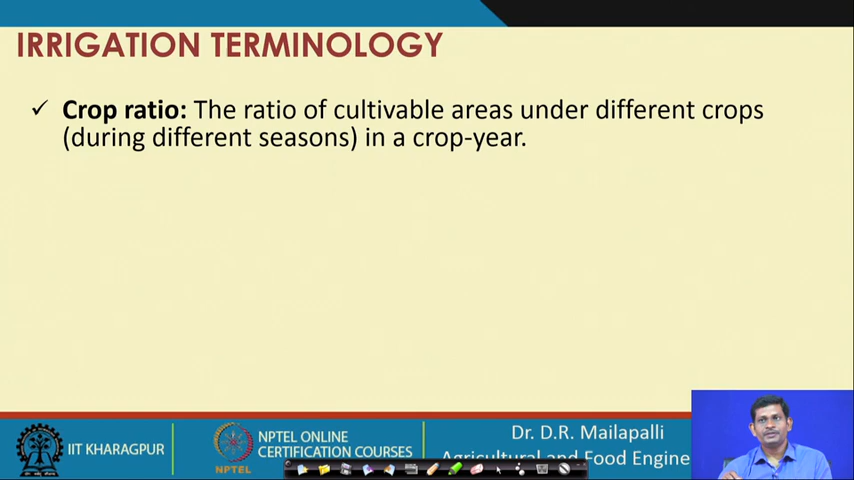 IRRIGATION TERMINOLOGY
✓ Crop ratio: The ratio of cultivable areas under different crops
(during different seasons) in a crop-year.
IIT KHARAGPUR
NPTEL
NPTEL ONLINE
CERTIFICATION COURSES
Dr. D.R. Mailapalli
Agricultural and Food Engine